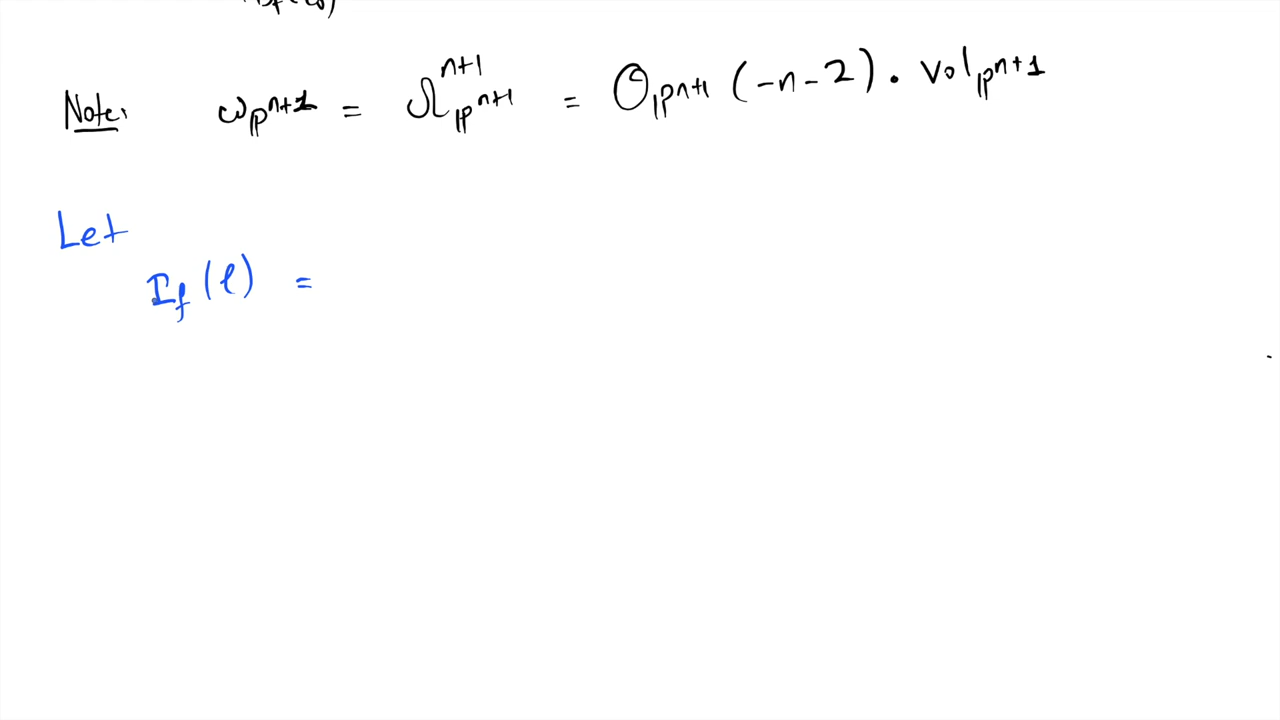 Note: ω_{ℙ^{n+1}} = Ω^{n+1}_{ℙ^{n+1}} = 𝒪_{ℙ^{n+1}} (-n-2) · Vol_{ℙ^{n+1}}
Let
I_f (ℓ) =